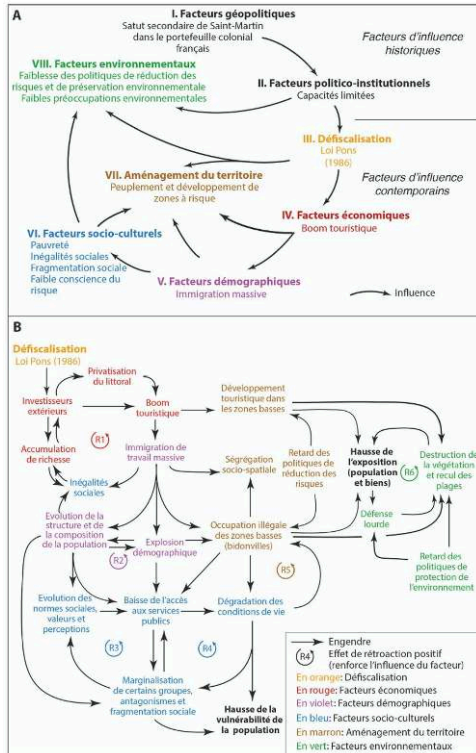 A
I. Facteurs géopolitiques
Satut secondaire de Saint-Martin
dans le portefeuille colonial
français
Facteurs d'influence
historiques
VIII. Facteurs environnementaux
Faiblesse des politiques de réduction des
risques et de préservation environnementale
Faibles préoccupations environnementales
II. Facteurs politico-institutionnels
Capacités limitées
III. Défiscalisation
Loi Pons
(1986)
Facteurs d'influence
contemporains
VII. Aménagement du territoire
Peuplement et développement de
zones à risque
IV. Facteurs économiques
Boom touristique
VI. Facteurs socio-culturels
Pauvreté
Inégalités sociales
Fragmentation sociale
Faible conscience du
risque
V. Facteurs démographiques
Immigration massive
Influence
B
Défiscalisation
Loi Pons (1986)
Privatisation
du littoral
Investisseurs
extérieurs
Boom
touristique
Développement
touristique dans
les zones basses
R1
Accumulation
de richesse
Immigration de
travail massive
Ségrégation
socio-spatiale
Retard des
politiques de
réduction des
risques
Hausse de
l'exposition
(population
et biens)
R6
Destruction de
la végétation
et recul des
plages
Inégalités
sociales
Evolution de la
structure et de
la composition
de la population
R2
Explosion
démographique
Occupation illégale
des zones basses
(bidonvilles)
Défense
lourde
R5
Retard des
politiques de
protection de
l'environnement
Evolution des
normes sociales,
valeurs et
perceptions
Baisse de l'accès
aux services
publics
Dégradation des
conditions de vie
R3
R4
Marginalisation
de certains groupes,
antagonismes et
fragmentation sociale
Hausse de la
vulnérabilité de
la population
Engendre
R4
Effet de rétroaction positif
(renforce l'influence du facteur)
En orange: Défiscalisation
En rouge: Facteurs économiques
En violet: Facteurs démographiques
En bleu: Facteurs socio-culturels
En marron: Aménagement du territoire
En vert: Facteurs environnementaux